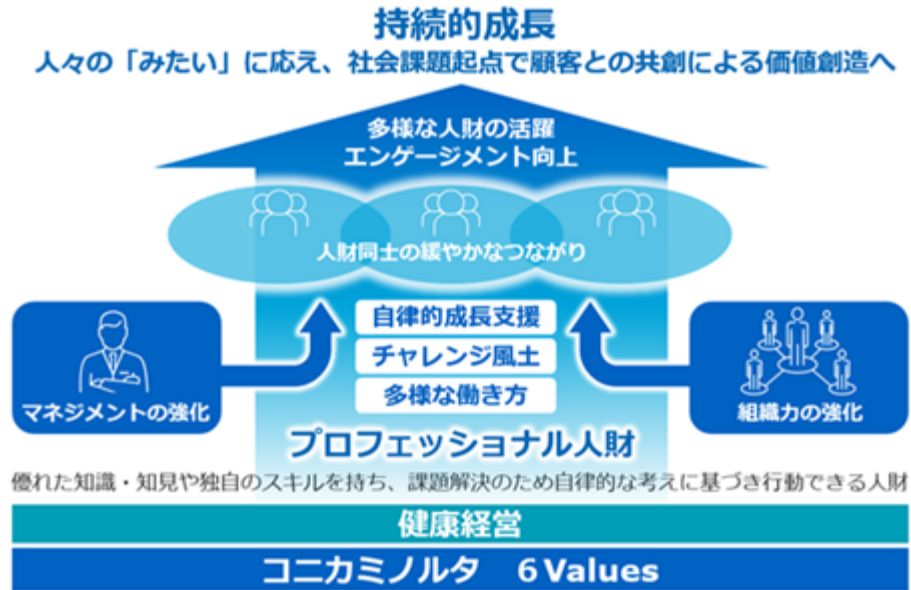 持続的成長
人々の「みたい」に応え、社会課題起点で顧客との共創による価値創造へ
多様な人財の活躍
エンゲージメント向上
人財同士の緩やかなつながり
自律的成長支援
チャレンジ風土
多様な働き方
マネジメントの強化
組織力の強化
プロフェッショナル人財
優れた知識・知見や独自のスキルを持ち、課題解決のため自律的な考えに基づき行動できる人財
健康経営
コニカミノルタ　6 Values